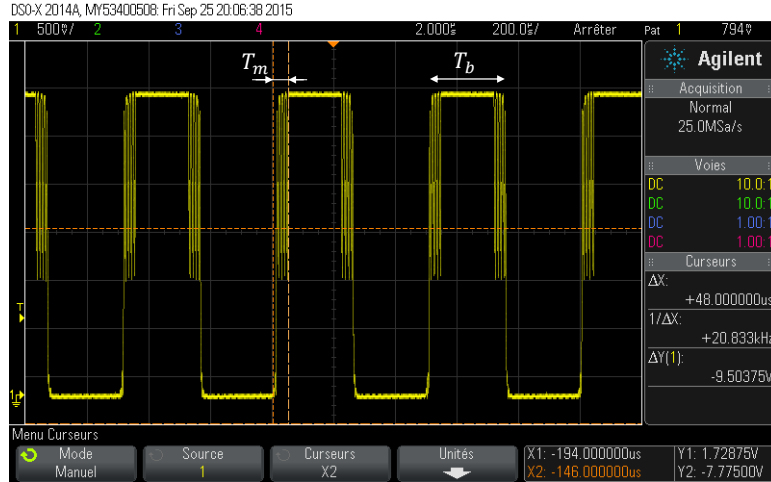 DSO-X 2014A, MY53400508: Fri Sep 25 20:06:38 2015
1 500V/ 2 3 4 2.000s 200.0s/ Arrêter Pat 1 794V
T_m
T_b
Agilent
Acquisition
Normal
25.0MSa/s
Voies
DC 10.0:1
DC 10.0:1
DC 1.00:1
DC 1.00:1
Curseurs
ΔX:
+48.000000us
1/ΔX:
+20.833kHz
ΔY(1):
-9.50375V
T
1
Menu Curseurs
Mode
Manuel
Source
1
Curseurs
X2
Unités
X1: -194.000000us
X2: -146.000000us
Y1: 1.72875V
Y2: -7.77500V